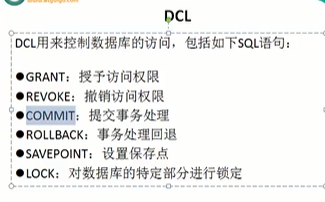 DCL
DCL用来控制数据库的访问，包括如下SQL语句：
●GRANT：授予访问权限
●REVOKE：撤销访问权限
●COMMIT：提交事务处理
●ROLLBACK：事务处理回退
●SAVEPOINT：设置保存点
●LOCK：对数据库的特定部分进行锁定